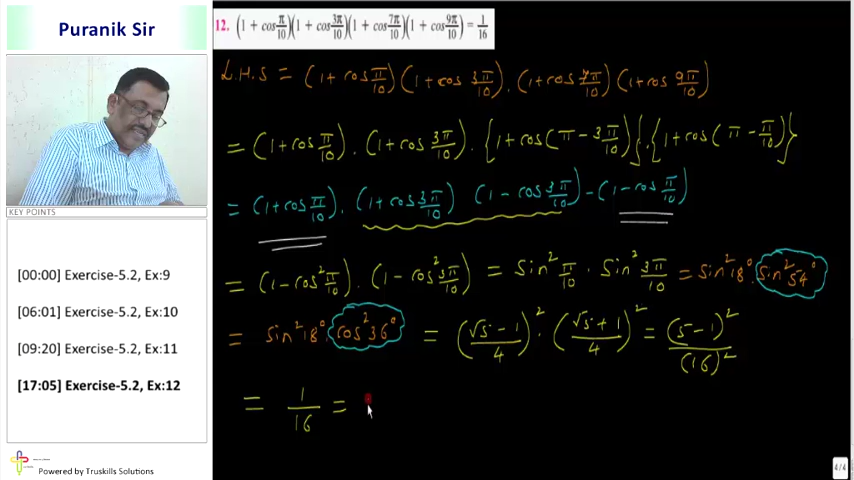 Puranik Sir
12. (1 + cos π/10)(1 + cos 3π/10)(1 + cos 7π/10)(1 + cos 9π/10) = 1/16
L.H.S = (1+cos π/10) (1+cos 3π/10) . (1+cos 7π/10) (1+cos 9π/10)
= (1+cos π/10) . (1+cos 3π/10) . {1+cos (π - 3π/10)} . {1+cos (π - π/10)}
= (1+cos π/10) . (1+cos 3π/10) (1 - cos 3π/10) - (1 - cos π/10)
= (1 - cos² π/10) . (1 - cos² 3π/10) = sin² π/10 . sin² 3π/10 = sin² 18° . sin² 54°
= sin² 18° . cos² 36° = ((√5 - 1)/4)² . ((√5 + 1)/4)² = (5 - 1)²/(16)²
= 1/16 =
KEY POINTS
[00:00] Exercise-5.2, Ex:9
[06:01] Exercise-5.2, Ex:10
[09:20] Exercise-5.2, Ex:11
[17:05] Exercise-5.2, Ex:12
Powered by Truskills Solutions
4/4